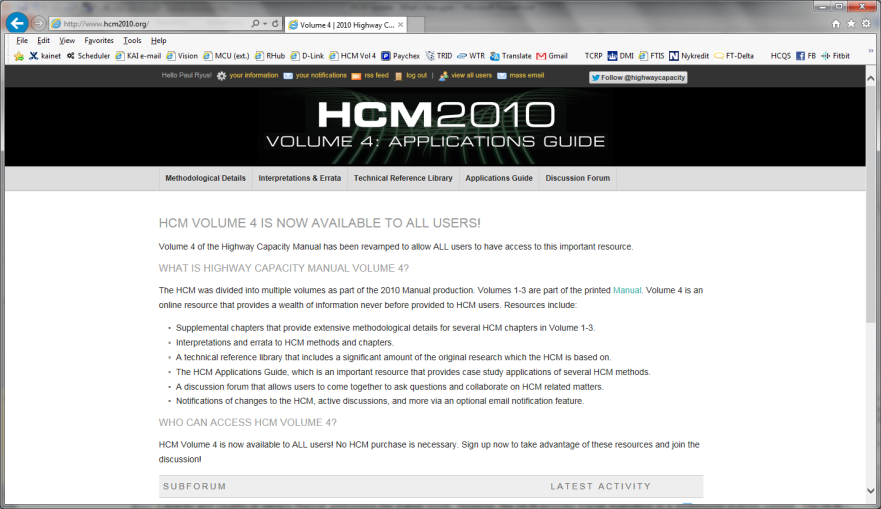 http://www.hcm2010.org/
Volume 4 | 2010 Highway C...
File Edit View Favorites Tools Help
kainet Scheduler KAI e-mail Vision MCU (ext.) RHub D-Link HCM Vol 4 Paychex TRID WTR Translate Gmail TCRP DMI FTIS Nykredit FT-Delta HCQS FB Fitbit
Hello Paul Ryus! your information your notifications rss feed log out | view all users mass email Follow @highwaycapacity
HCM2010
VOLUME 4: APPLICATIONS GUIDE
Methodological Details Interpretations & Errata Technical Reference Library Applications Guide Discussion Forum
HCM VOLUME 4 IS NOW AVAILABLE TO ALL USERS!
Volume 4 of the Highway Capacity Manual has been revamped to allow ALL users to have access to this important resource.
WHAT IS HIGHWAY CAPACITY MANUAL VOLUME 4?
The HCM was divided into multiple volumes as part of the 2010 Manual production. Volumes 1-3 are part of the printed Manual. Volume 4 is an
online resource that provides a wealth of information never before provided to HCM users. Resources include:
• Supplemental chapters that provide extensive methodological details for several HCM chapters in Volume 1-3.
• Interpretations and errata to HCM methods and chapters.
• A technical reference library that includes a significant amount of the original research which the HCM is based on.
• The HCM Applications Guide, which is an important resource that provides case study applications of several HCM methods.
• A discussion forum that allows users to come together to ask questions and collaborate on HCM related matters.
• Notifications of changes to the HCM, active discussions, and more via an optional email notification feature.
WHO CAN ACCESS HCM VOLUME 4?
HCM Volume 4 is now available to ALL users! No HCM purchase is necessary. Sign up now to take advantage of these resources and join the
discussion!
SUBFORUM LATEST ACTIVITY